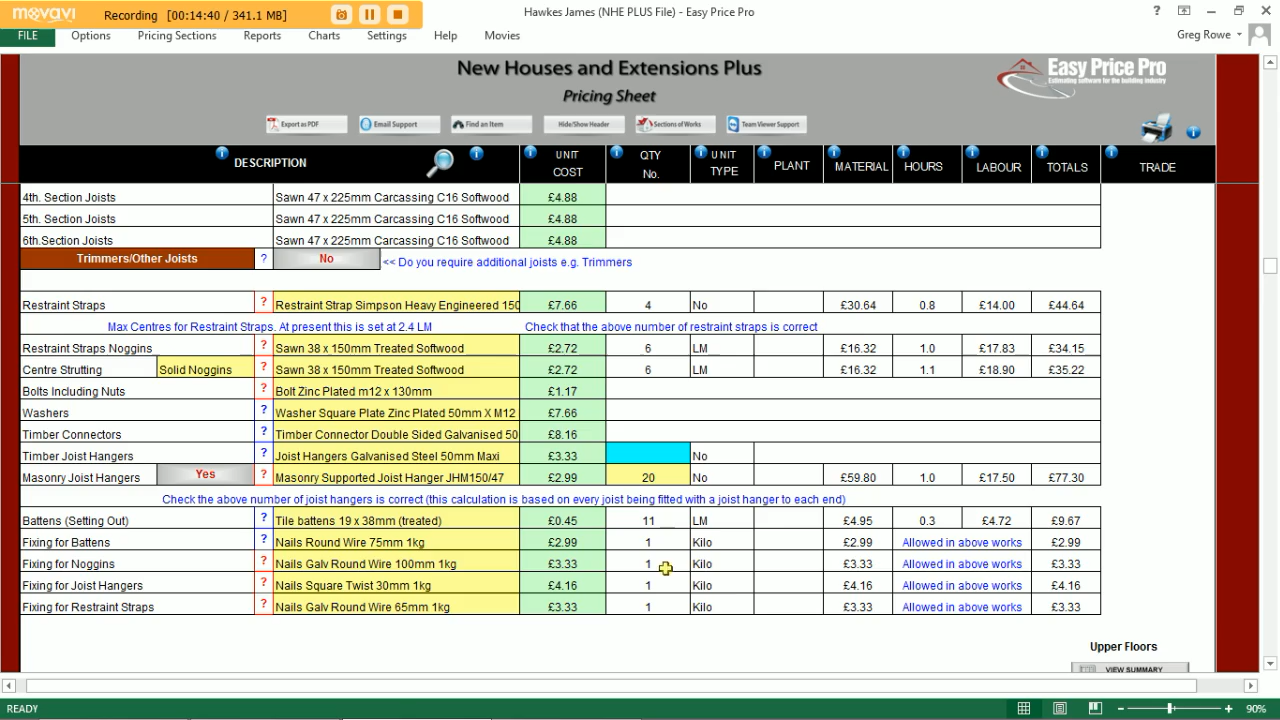 movavi
Recording (00:14:40 / 341.1 MB)
Hawkes James (NHE PLUS File) - Easy Price Pro
FILE Options Pricing Sections Reports Charts Settings Help Movies
Greg Rowe
New Houses and Extensions Plus
Pricing Sheet
Easy Price Pro
Estimating software for the building industry
Export as PDF Email Support Find an Item Hide/Show Header Sections of Works Team Viewer Support
DESCRIPTION UNIT COST QTY No. UNIT TYPE PLANT MATERIAL HOURS LABOUR TOTALS TRADE
4th. Section Joists Sawn 47 x 225mm Carcassing C16 Softwood £4.88
5th. Section Joists Sawn 47 x 225mm Carcassing C16 Softwood £4.88
6th.Section Joists Sawn 47 x 225mm Carcassing C16 Softwood £4.88
Trimmers/Other Joists ? No << Do you require additional joists e.g. Trimmers
Restraint Straps ? Restraint Strap Simpson Heavy Engineered 150 £7.66 4 No £30.64 0.8 £14.00 £44.64
Max Centres for Restraint Straps. At present this is set at 2.4 LM Check that the above number of restraint straps is correct
Restraint Straps Noggins ? Sawn 38 x 150mm Treated Softwood £2.72 6 LM £16.32 1.0 £17.83 £34.15
Centre Strutting Solid Noggins ? Sawn 38 x 150mm Treated Softwood £2.72 6 LM £16.32 1.1 £18.90 £35.22
Bolts Including Nuts ? Bolt Zinc Plated m12 x 130mm £1.17
Washers ? Washer Square Plate Zinc Plated 50mm X M12 £7.66
Timber Connectors ? Timber Connector Double Sided Galvanised 50 £8.16
Timber Joist Hangers ? Joist Hangers Galvanised Steel 50mm Maxi £3.33 No
Masonry Joist Hangers Yes ? Masonry Supported Joist Hanger JHM150/47 £2.99 20 No £59.80 1.0 £17.50 £77.30
Check the above number of joist hangers is correct (this calculation is based on every joist being fitted with a joist hanger to each end)
Battens (Setting Out) ? Tile battens 19 x 38mm (treated) £0.45 11 LM £4.95 0.3 £4.72 £9.67
Fixing for Battens ? Nails Round Wire 75mm 1kg £2.99 1 Kilo £2.99 Allowed in above works £2.99
Fixing for Noggins ? Nails Galv Round Wire 100mm 1kg £3.33 1 Kilo £3.33 Allowed in above works £3.33
Fixing for Joist Hangers ? Nails Square Twist 30mm 1kg £4.16 1 Kilo £4.16 Allowed in above works £4.16
Fixing for Restraint Straps ? Nails Galv Round Wire 65mm 1kg £3.33 1 Kilo £3.33 Allowed in above works £3.33
Upper Floors
VIEW SUMMARY
READY
90%